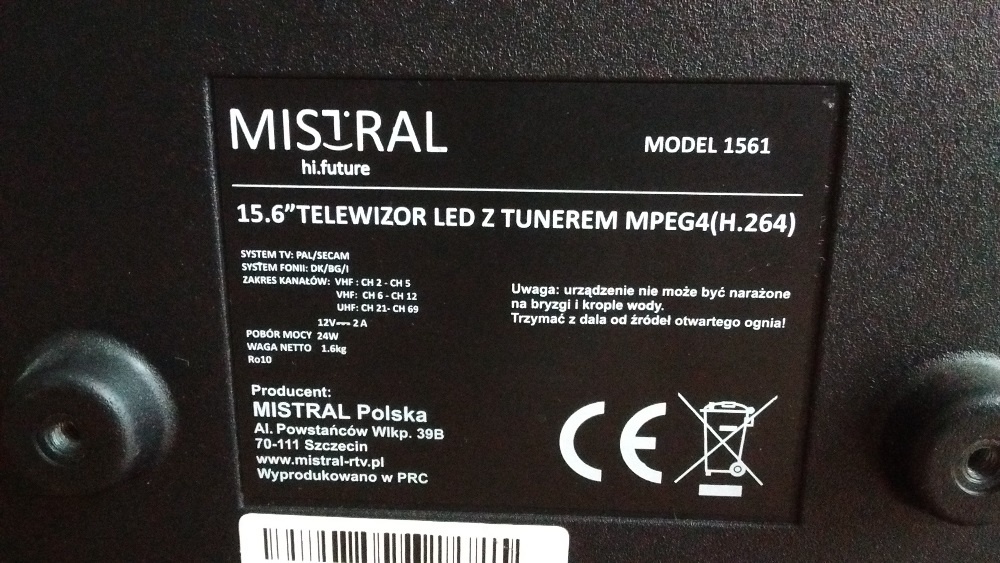 MISTRAL
hi.future
MODEL 1561
15.6”TELEWIZOR LED Z TUNEREM MPEG4(H.264)
SYSTEM TV: PAL/SECAM
SYSTEM FONII: DK/BG/I
ZAKRES KANAŁÓW: VHF : CH 2 - CH 5
VHF: CH 6 - CH 12
UHF: CH 21- CH 69
12V⎓ 2 A
POBÓR MOCY 24W
WAGA NETTO 1.6kg
Ro10
Uwaga: urządzenie nie może być narażone
na bryzgi i krople wody.
Trzymać z dala od źródeł otwartego ognia!
Producent:
MISTRAL Polska
Al. Powstańców Wlkp. 39B
70-111 Szczecin
www.mistral-rtv.pl
Wyprodukowano w PRC
CE